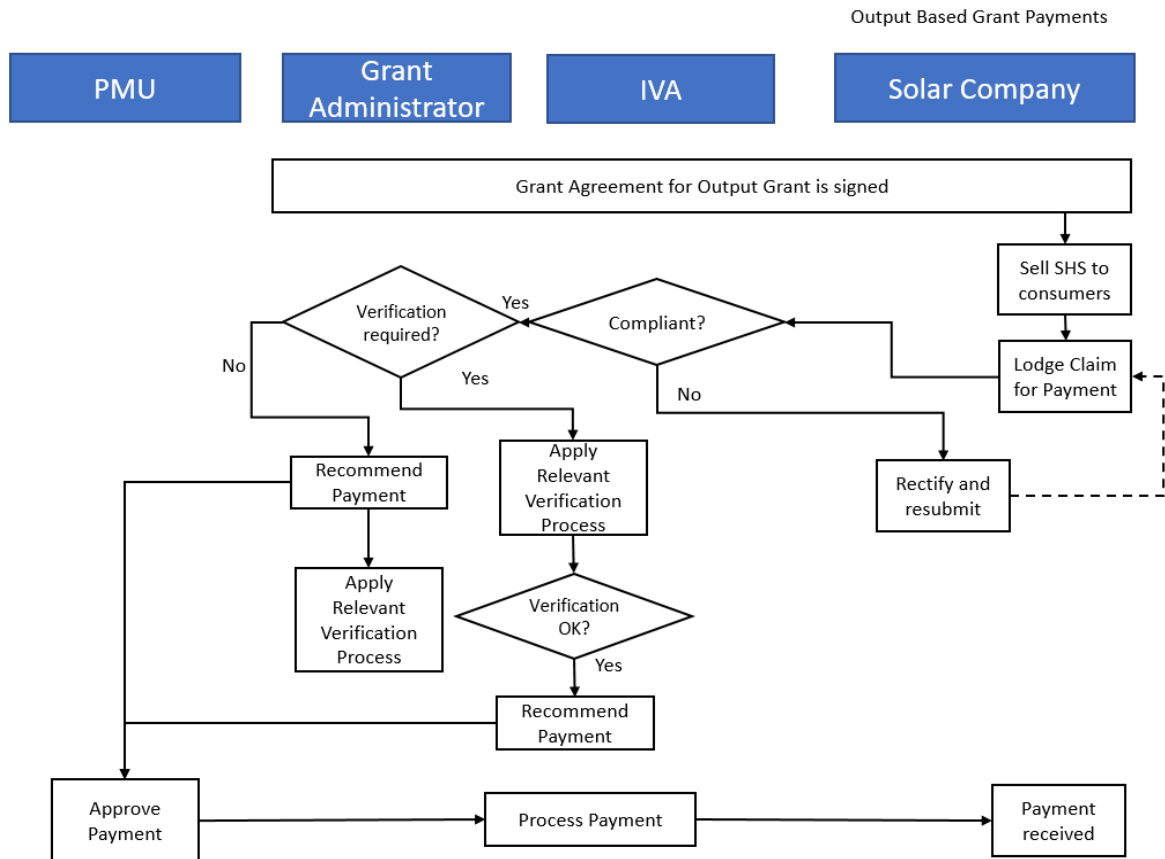 Output Based Grant Payments
PMU
Grant
Administrator
IVA
Solar Company
Grant Agreement for Output Grant is signed
Sell SHS to
consumers
Verification
required?
Yes
Compliant?
Lodge Claim
for Payment
No
Yes
No
Recommend
Payment
Apply
Relevant
Verification
Process
Rectify and
resubmit
Apply
Relevant
Verification
Process
Verification
OK?
Yes
Recommend
Payment
Approve
Payment
Process Payment
Payment
received